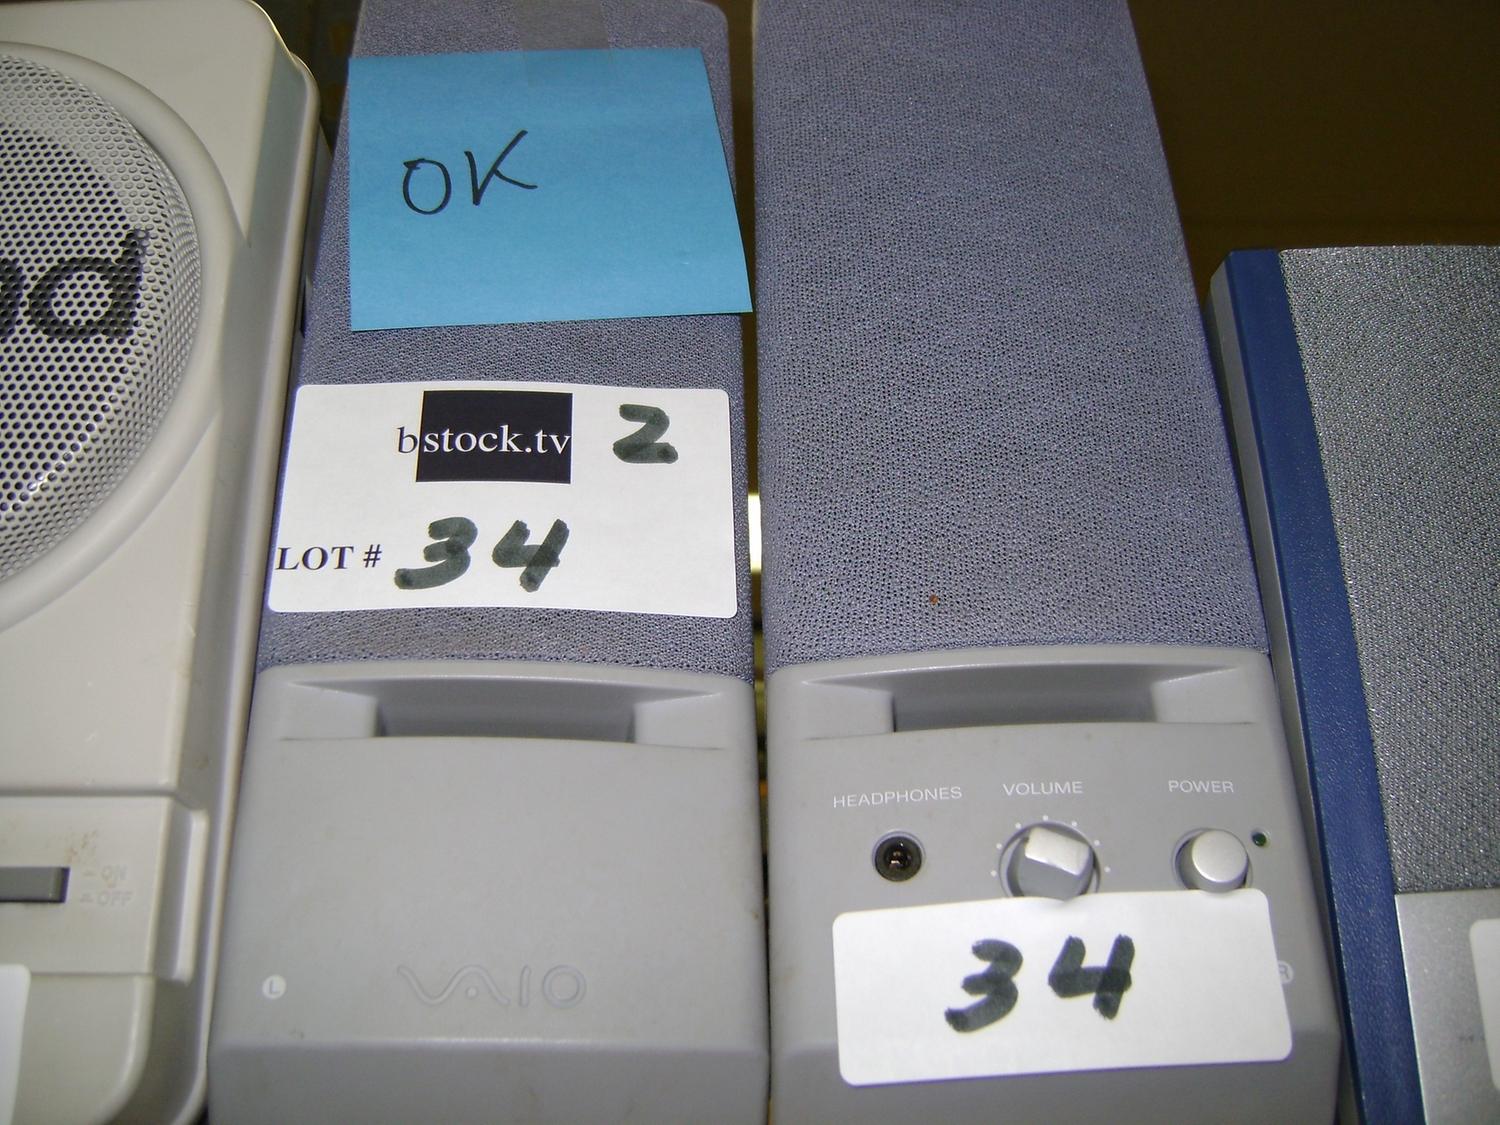 OK
bstock.tv 2
LOT # 34
HEADPHONES VOLUME POWER
ON
OFF
L VAIO
34
R